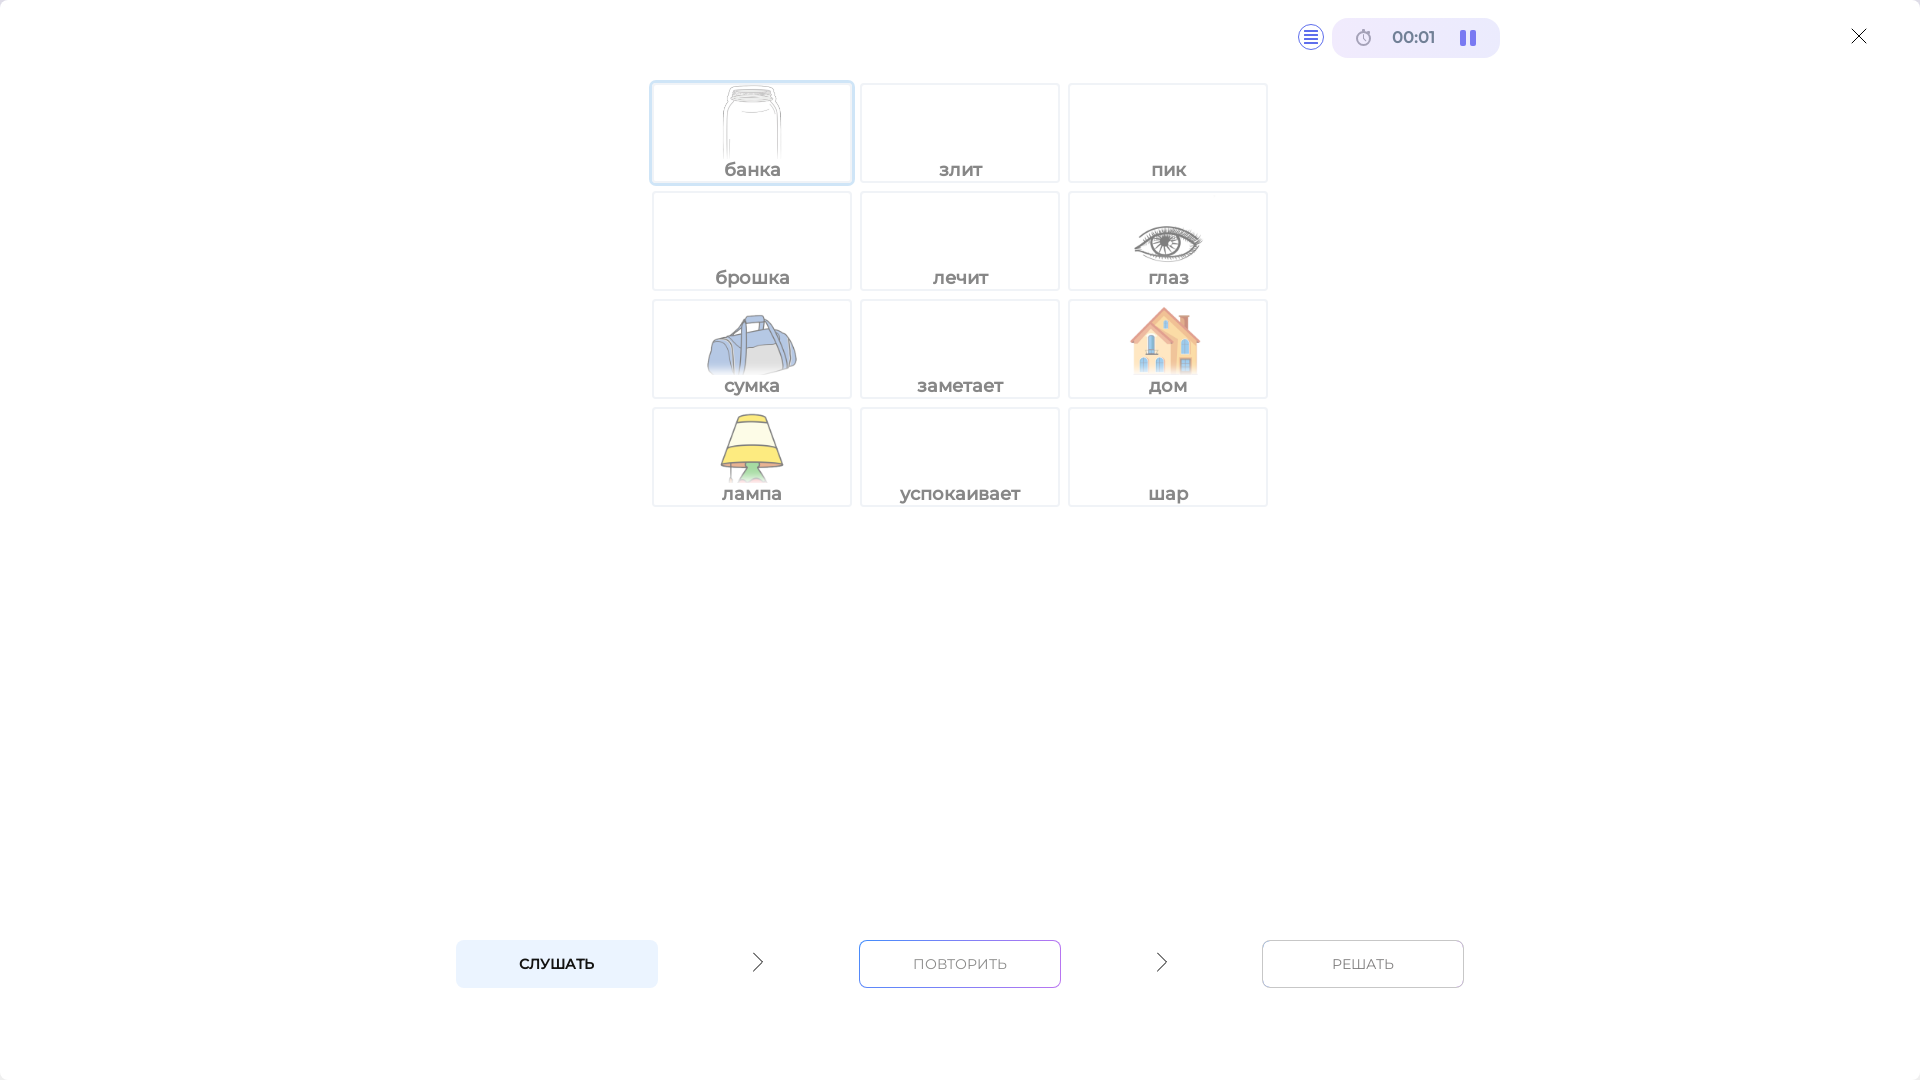 00:01
банка
злит
пик
брошка
лечит
глаз
сумка
заметает
дом
лампа
успокаивает
шар
СЛУШАТЬ
ПОВТОРИТЬ
РЕШАТЬ